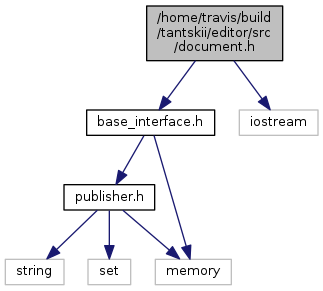 /home/travis/build
/tantskii/editor/src
/document.h
base_interface.h
iostream
publisher.h
string
set
memory